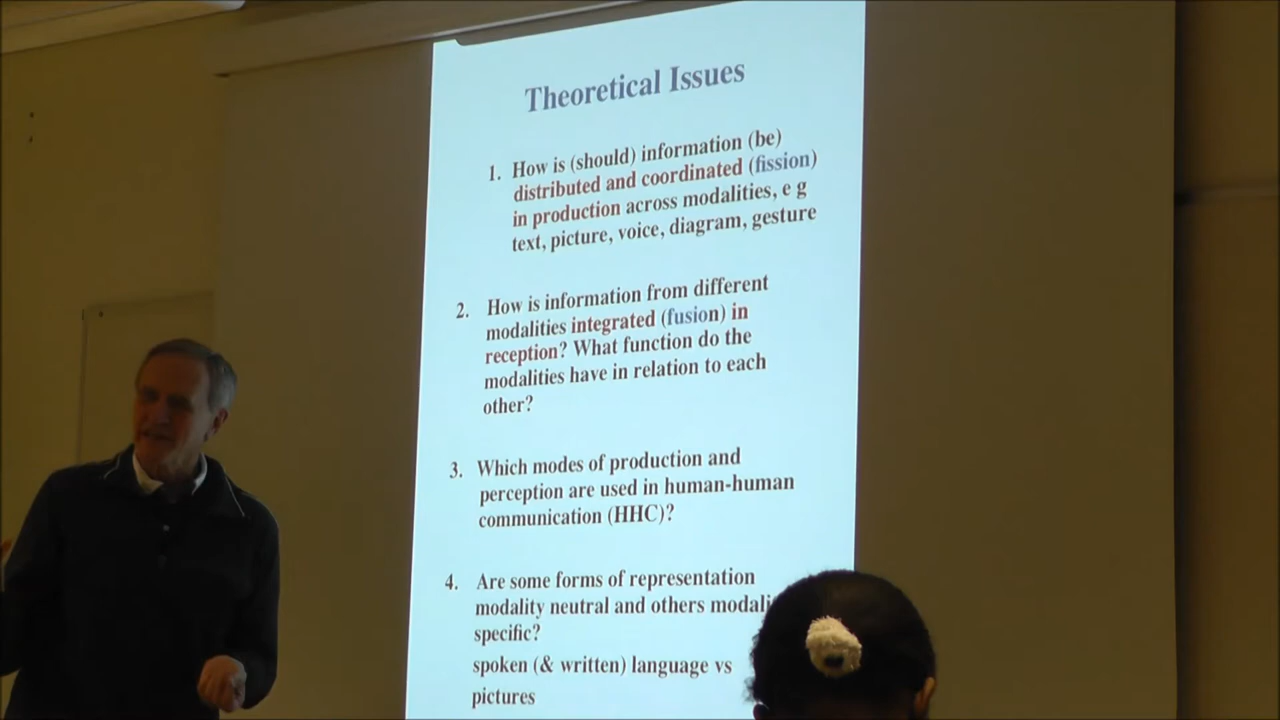 Theoretical Issues
1. How is (should) information (be)
distributed and coordinated (fission)
in production across modalities, e g
text, picture, voice, diagram, gesture
2. How is information from different
modalities integrated (fusion) in
reception? What function do the
modalities have in relation to each
other?
3. Which modes of production and
perception are used in human-human
communication (HHC)?
4. Are some forms of representation
modality neutral and others
specific?
spoken (& written) language vs
pictures